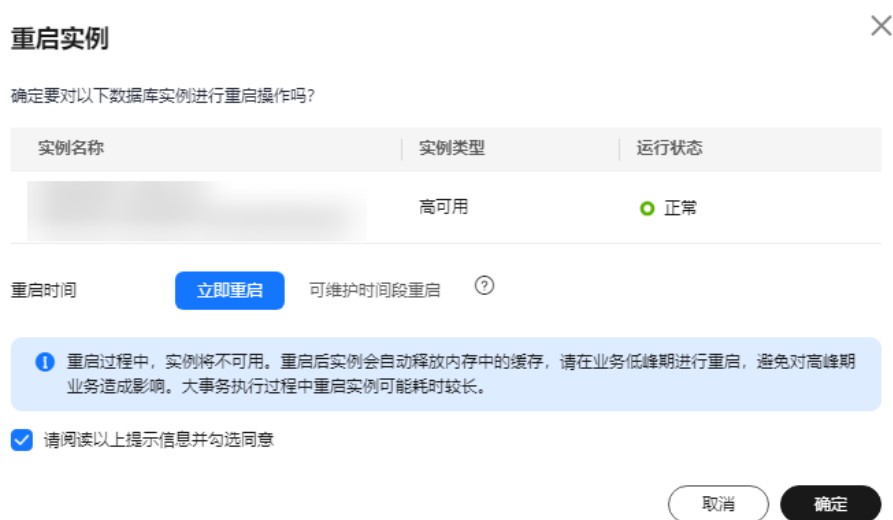 重启实例
确定要对以下数据库实例进行重启操作吗?
实例名称 实例类型 运行状态
高可用 正常
重启时间 立即重启 可维护时间段重启 ?
重启过程中，实例将不可用。重启后实例会自动释放内存中的缓存，请在业务低峰期进行重启，避免对高峰期
业务造成影响。大事务执行过程中重启实例可能耗时较长。
请阅读以上提示信息并勾选同意
取消 确定